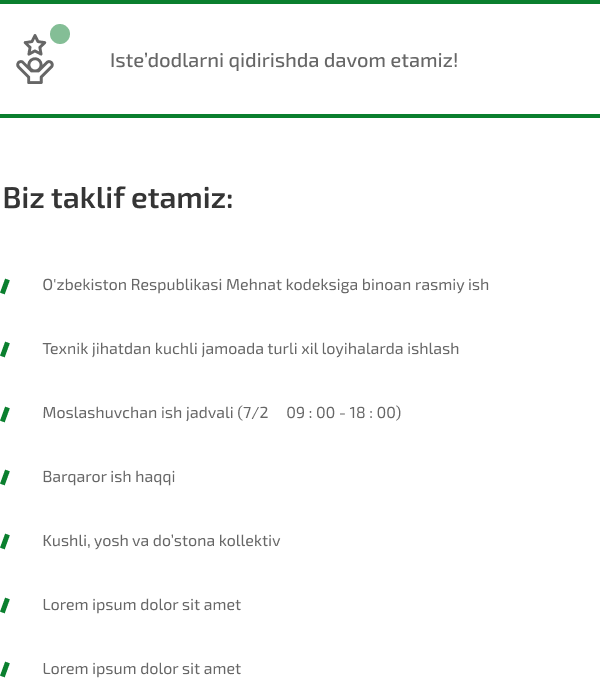 Iste’dodlarni qidirishda davom etamiz!
Biz taklif etamiz:
O'zbekiston Respublikasi Mehnat kodeksiga binoan rasmiy ish
Texnik jihatdan kuchli jamoada turli xil loyihalarda ishlash
Moslashuvchan ish jadvali (7/2 09 : 00 - 18 : 00)
Barqaror ish haqqi
Kushli, yosh va do'stona kollektiv
Lorem ipsum dolor sit amet
Lorem ipsum dolor sit amet